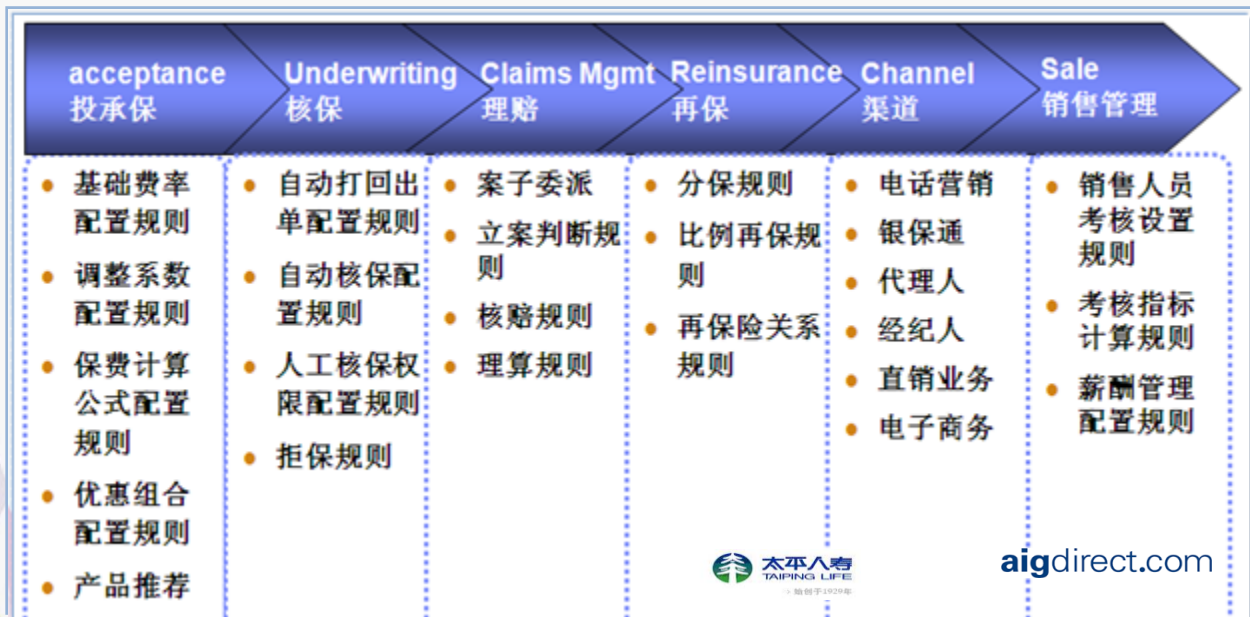 acceptance
投承保
Underwriting
核保
Claims Mgmt
理赔
Reinsurance
再保
Channel
渠道
Sale
销售管理
基础费率
配置规则
调整系数
配置规则
保费计算
公式配置
规则
优惠组合
配置规则
产品推荐
自动打回出
单配置规则
自动核保配
置规则
人工核保权
限配置规则
拒保规则
案子委派
立案判断规
则
核赔规则
理算规则
分保规则
比例再保规
则
再保险关系
规则
电话营销
银保通
代理人
经纪人
直销业务
电子商务
销售人员
考核设置
规则
考核指标
计算规则
薪酬管理
配置规则
太平人寿
TAIPING LIFE
始创于1929年
aigdirect.com